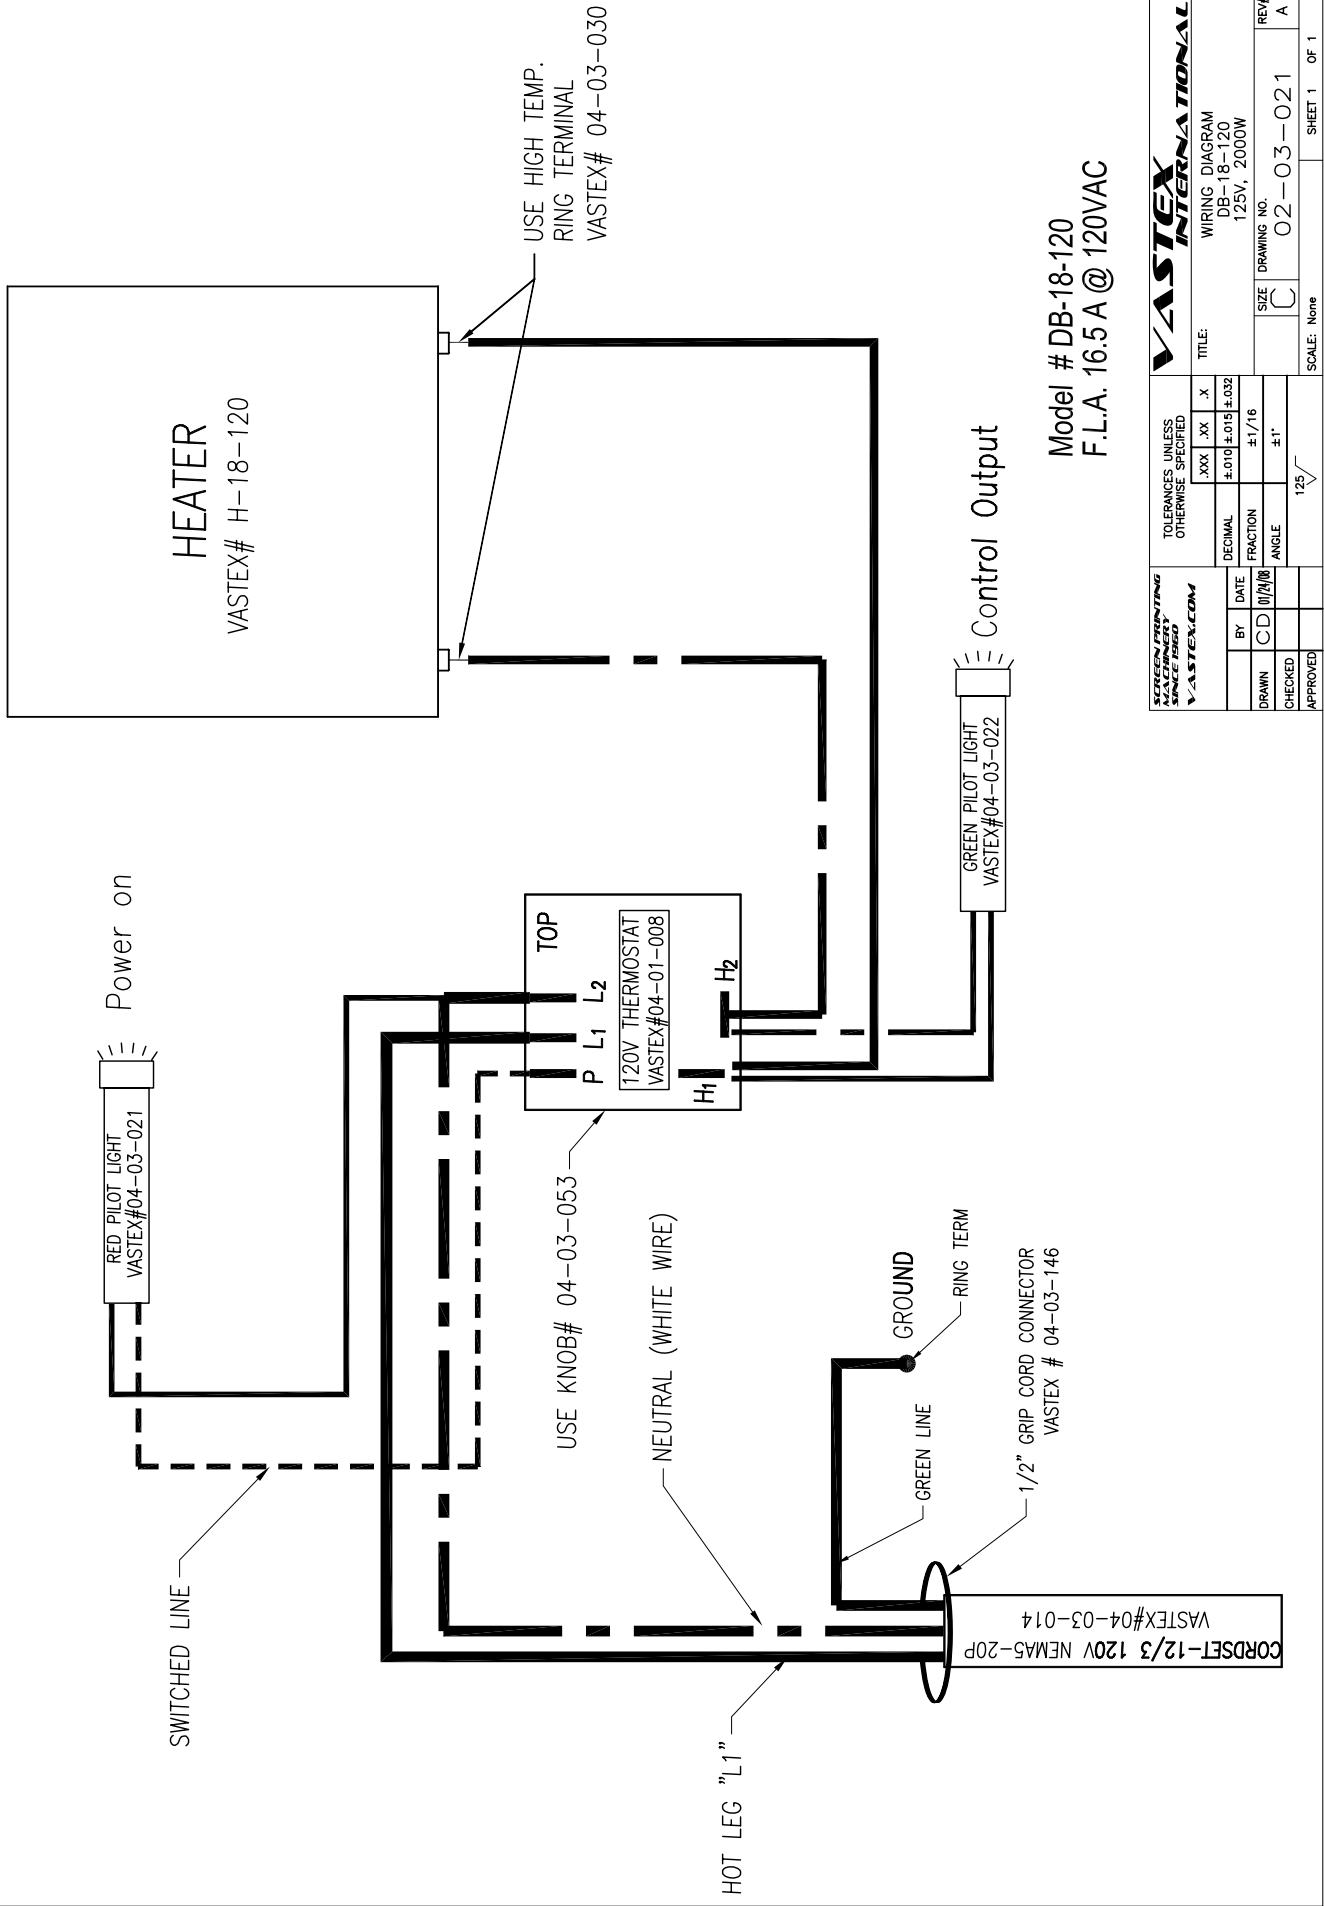 HEATER
VASTEX# H-18-120
USE HIGH TEMP.
RING TERMINAL
VASTEX# 04-03-030
Power on
RED PILOT LIGHT
VASTEX#04-03-021
SWITCHED LINE
TOP
P L1 L2
120V THERMOSTAT
VASTEX#04-01-008
H1 H2
USE KNOB# 04-03-053
NEUTRAL (WHITE WIRE)
HOT LEG "L1"
GROUND
RING TERM
GREEN LINE
1/2" GRIP CORD CONNECTOR
VASTEX # 04-03-146
CORDSET-12/3 120V NEMA5-20P
VASTEX#04-03-014
GREEN PILOT LIGHT
VASTEX#04-03-022
Control Output
Model # DB-18-120
F.L.A. 16.5 A @ 120VAC
SCREEN PRINTING
MACHINERY
SINCE 1960
VASTEX.COM
BY DATE
DRAWN CD 01/24/08
CHECKED
APPROVED
TOLERANCES UNLESS
OTHERWISE SPECIFIED
.XXX .XX .X
DECIMAL ±.010 ±.015 ±.032
FRACTION ±1/16
ANGLE ±1°
125
VASTEX
INTERNATIONAL
TITLE:
WIRING DIAGRAM
DB-18-120
125V, 2000W
SIZE C
DRAWING NO. 02-03-021
REV# A
SCALE: None
SHEET 1 OF 1